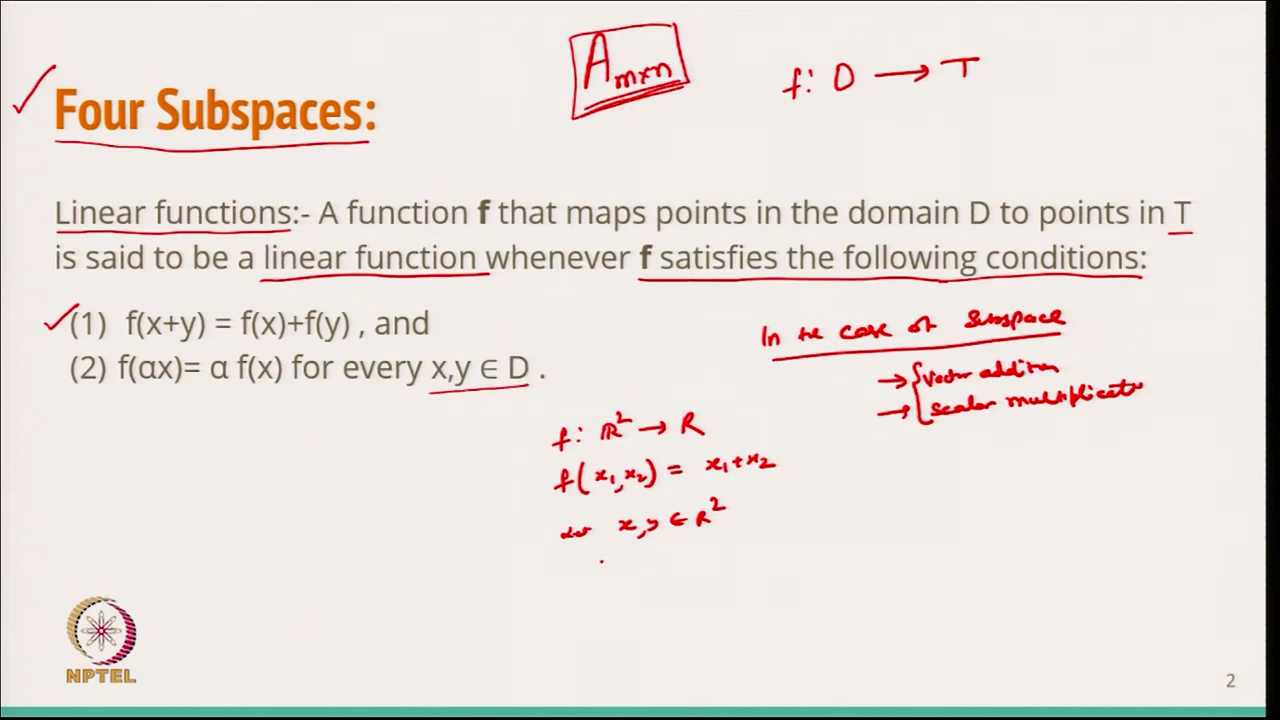 A m×n
f: D → T
Four Subspaces:
Linear functions:- A function f that maps points in the domain D to points in T
is said to be a linear function whenever f satisfies the following conditions:
(1) f(x+y) = f(x)+f(y) , and
(2) f(αx)= α f(x) for every x,y ∈ D .
In the case of Subspace
→ { Vector addition
→ scalar multiplicat
f: ℝ² → R
f(x₁,x₂) = x₁+x₂
let x,y ∈ R²
NPTEL
2